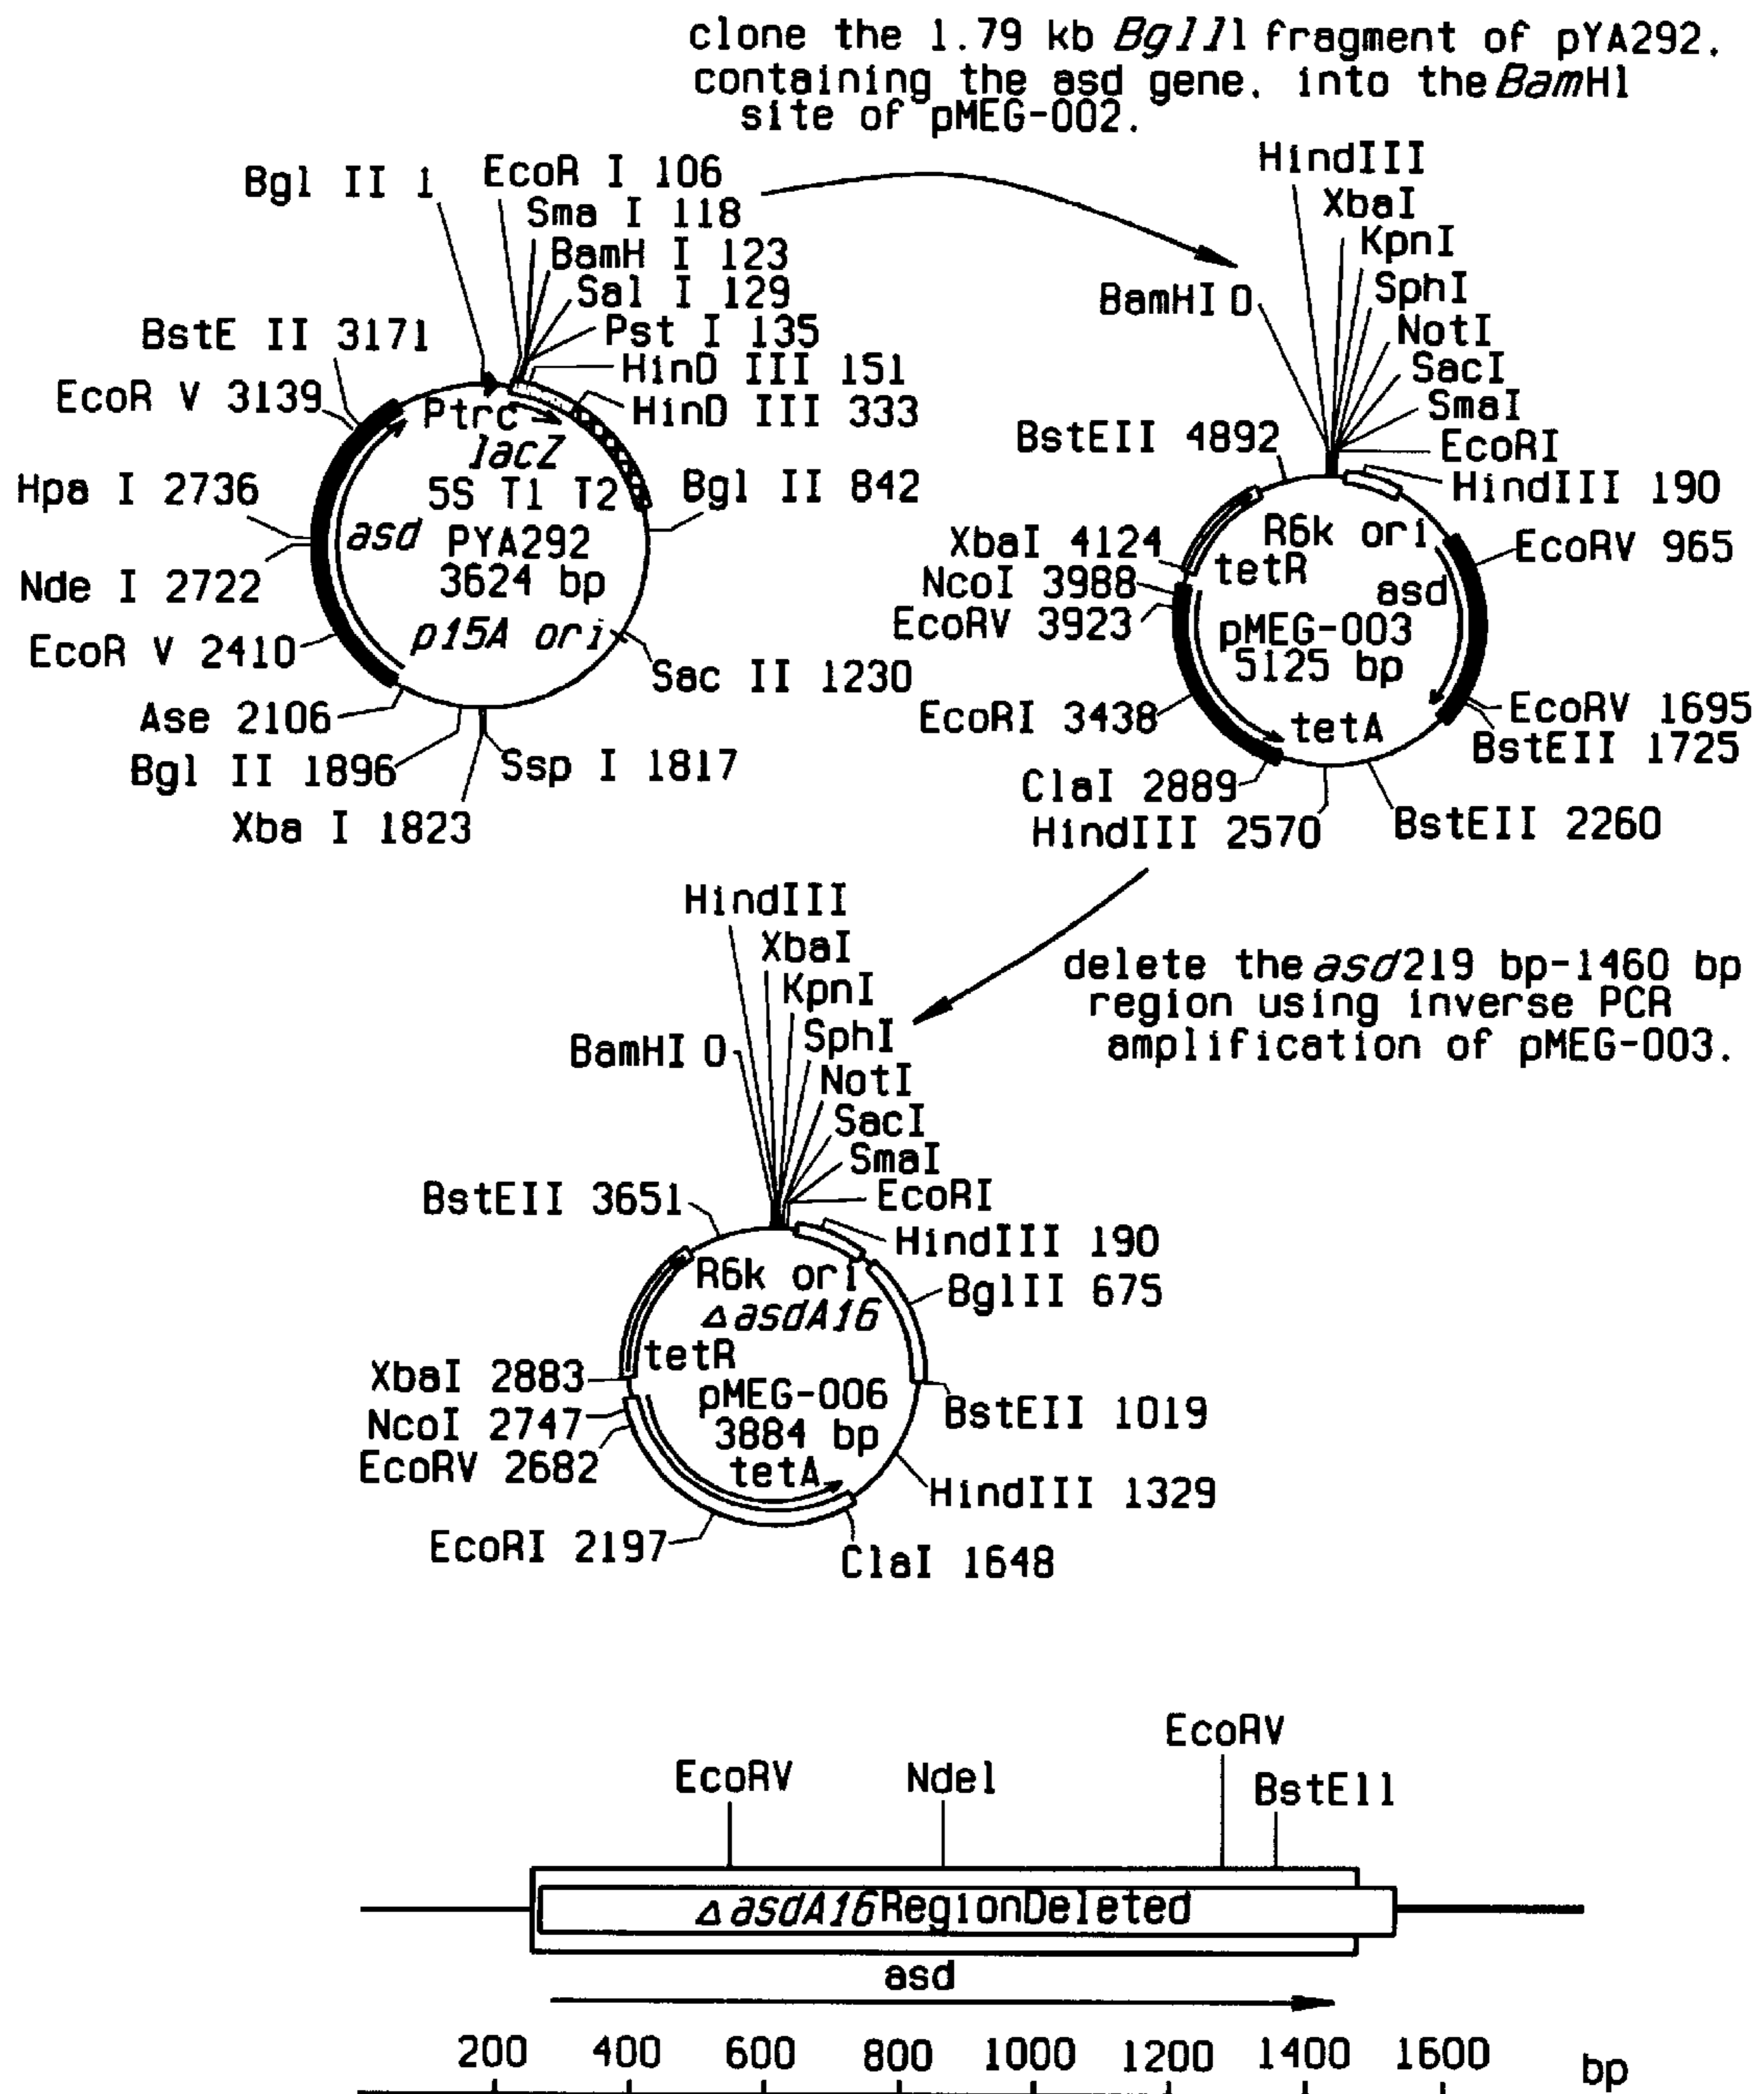 clone the 1.79 kb BglIl fragment of pYA292.
containing the asd gene. into the BamHl
site of pMEG-002.
Bgl II 1
EcoR I 106
Sma I 118
BamH I 123
Sal I 129
Pst I 135
HinD III 151
HinD III 333
Bgl II 842
Sac II 1230
Ssp I 1817
Xba I 1823
Bgl II 1896
Ase 2106
EcoR V 2410
Nde I 2722
Hpa I 2736
EcoR V 3139
BstE II 3171
Ptrc
lacZ
5S T1 T2
asd
PYA292
3624 bp
p15A ori
HindIII
XbaI
KpnI
SphI
NotI
SacI
SmaI
EcoRI
BamHI 0
HindIII 190
EcoRV 965
EcoRV 1695
BstEII 1725
BstEII 2260
HindIII 2570
ClaI 2889
EcoRI 3438
EcoRV 3923
NcoI 3988
XbaI 4124
BstEII 4892
R6k ori
tetR
asd
pMEG-003
5125 bp
tetA
delete the asd 219 bp-1460 bp
region using inverse PCR
amplification of pMEG-003.
HindIII
XbaI
KpnI
SphI
NotI
SacI
SmaI
EcoRI
BamHI 0
HindIII 190
BglII 675
BstEII 1019
HindIII 1329
ClaI 1648
EcoRI 2197
EcoRV 2682
NcoI 2747
XbaI 2883
BstEII 3651
R6k ori
ΔasdA16
tetR
pMEG-006
3884 bp
tetA
EcoRV
NdeI
EcoRV
BstE11
ΔasdA16 RegionDeleted
asd
200 400 600 800 1000 1200 1400 1600 bp